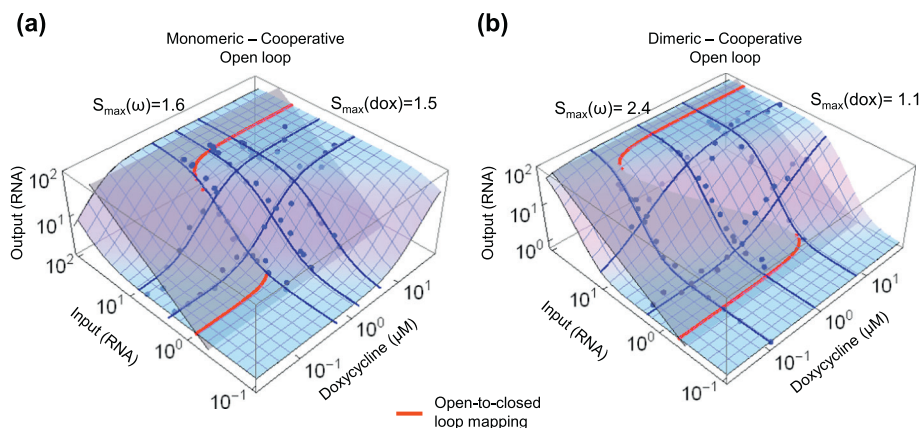 (a)
Monomeric – Cooperative
Open loop
Smax(ω)=1.6
Smax(dox)=1.5
Output (RNA)
10²
10¹
10²
10¹
10⁰
10⁻¹
Input (RNA)
10⁻¹
10⁰
10¹
Doxycycline (µM)
(b)
Dimeric – Cooperative
Open loop
Smax(ω)=2.4
Smax(dox)= 1.1
Output (RNA)
10²
10¹
10⁰
10¹
10⁰
10⁻¹
Input (RNA)
10⁻¹
10⁰
10¹
Doxycycline (µM)
Open-to-closed
loop mapping